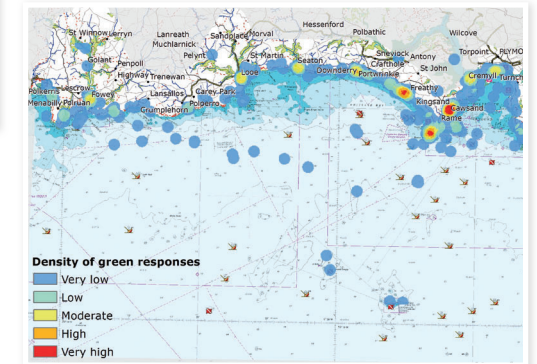 Hessenford
Lanreath
Sandplace Morval
Polbathic
Wilcove
St Winnow Lerryn
Muchlarnick
Sheviock
Antony
Torpoint
PLYMO
Golant
Penpoll
Pelynt
St Martin
Seaton
Crafthole
St John
Highway Trenewan
Looe
Downderry Portwrinkle
Cremyll
Polkerris
Lescrow
Lansallos
Carey Park
Freathy
Menabilly Polruan
Fowey
Polperro
Kingsand
Crumplehorn
Cawsand
Rame
Density of green responses
Very low
Low
Moderate
High
Very high